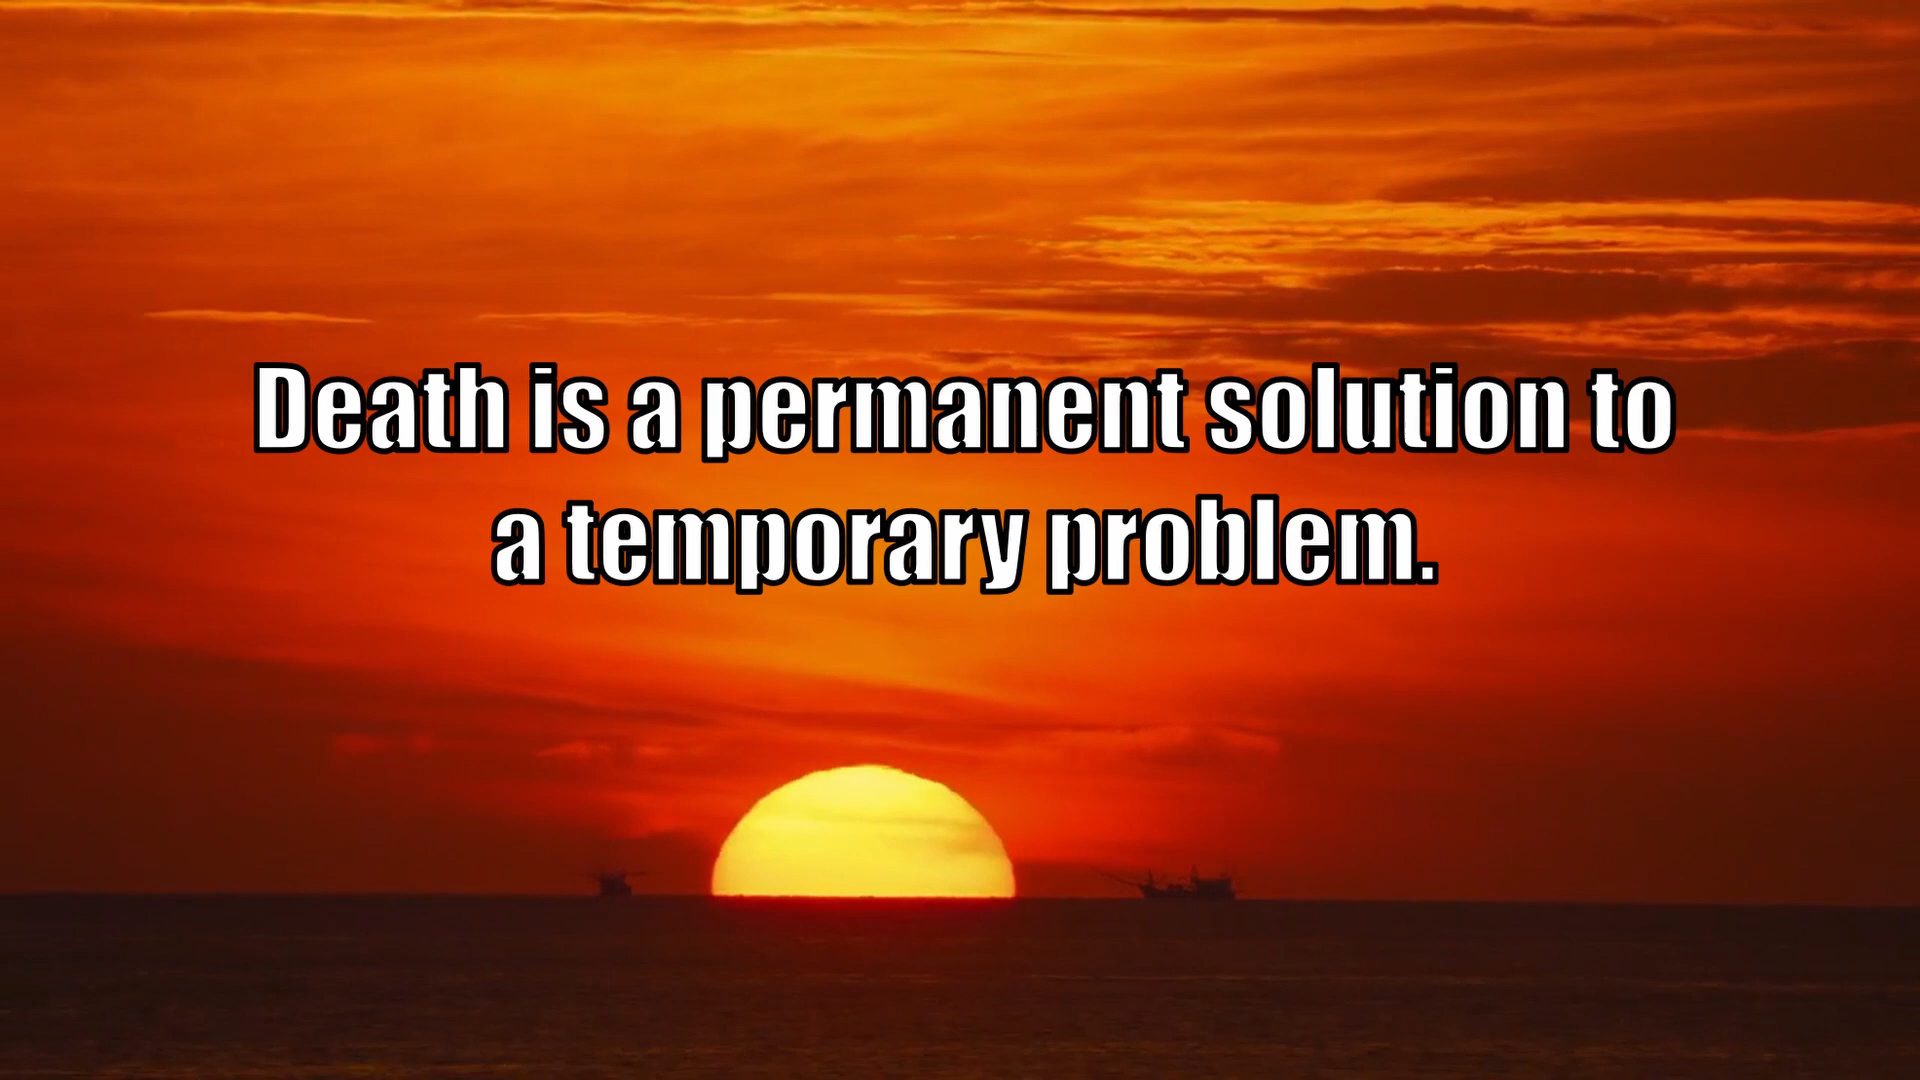 Death is a permanent solution to
a temporary problem.